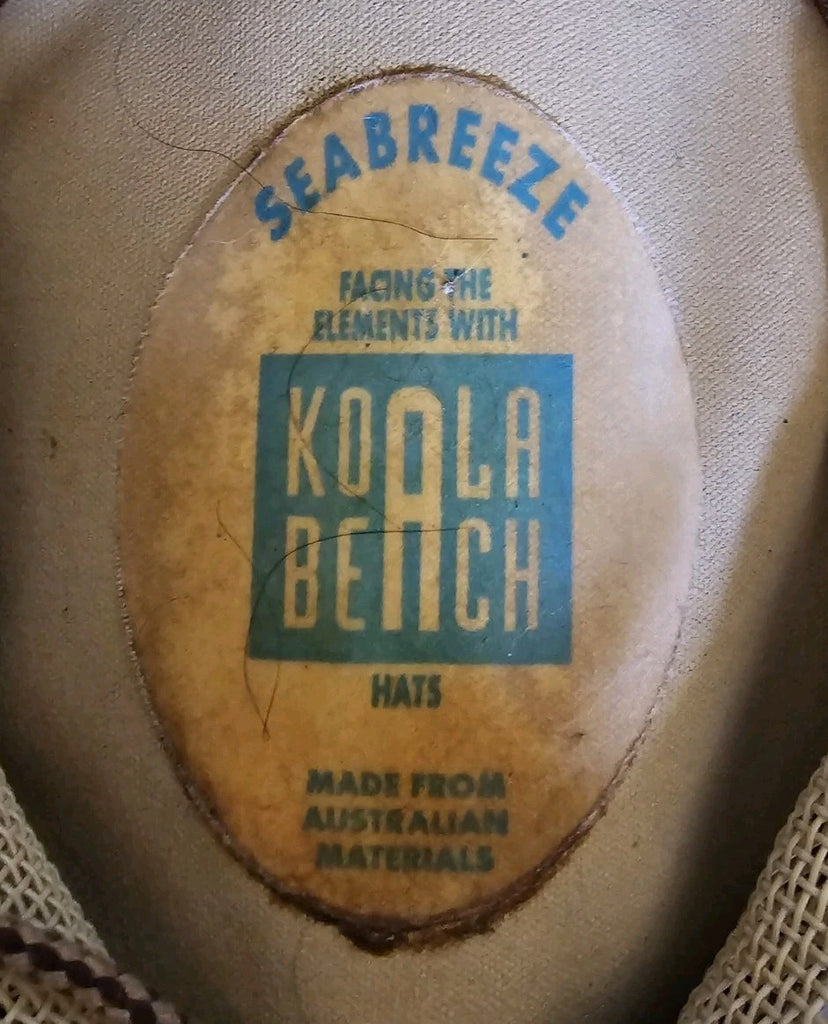 SEABREEZE
FACING THE
ELEMENTS WITH
KOALA
BEACH
HATS
MADE FROM
AUSTRALIAN
MATERIALS